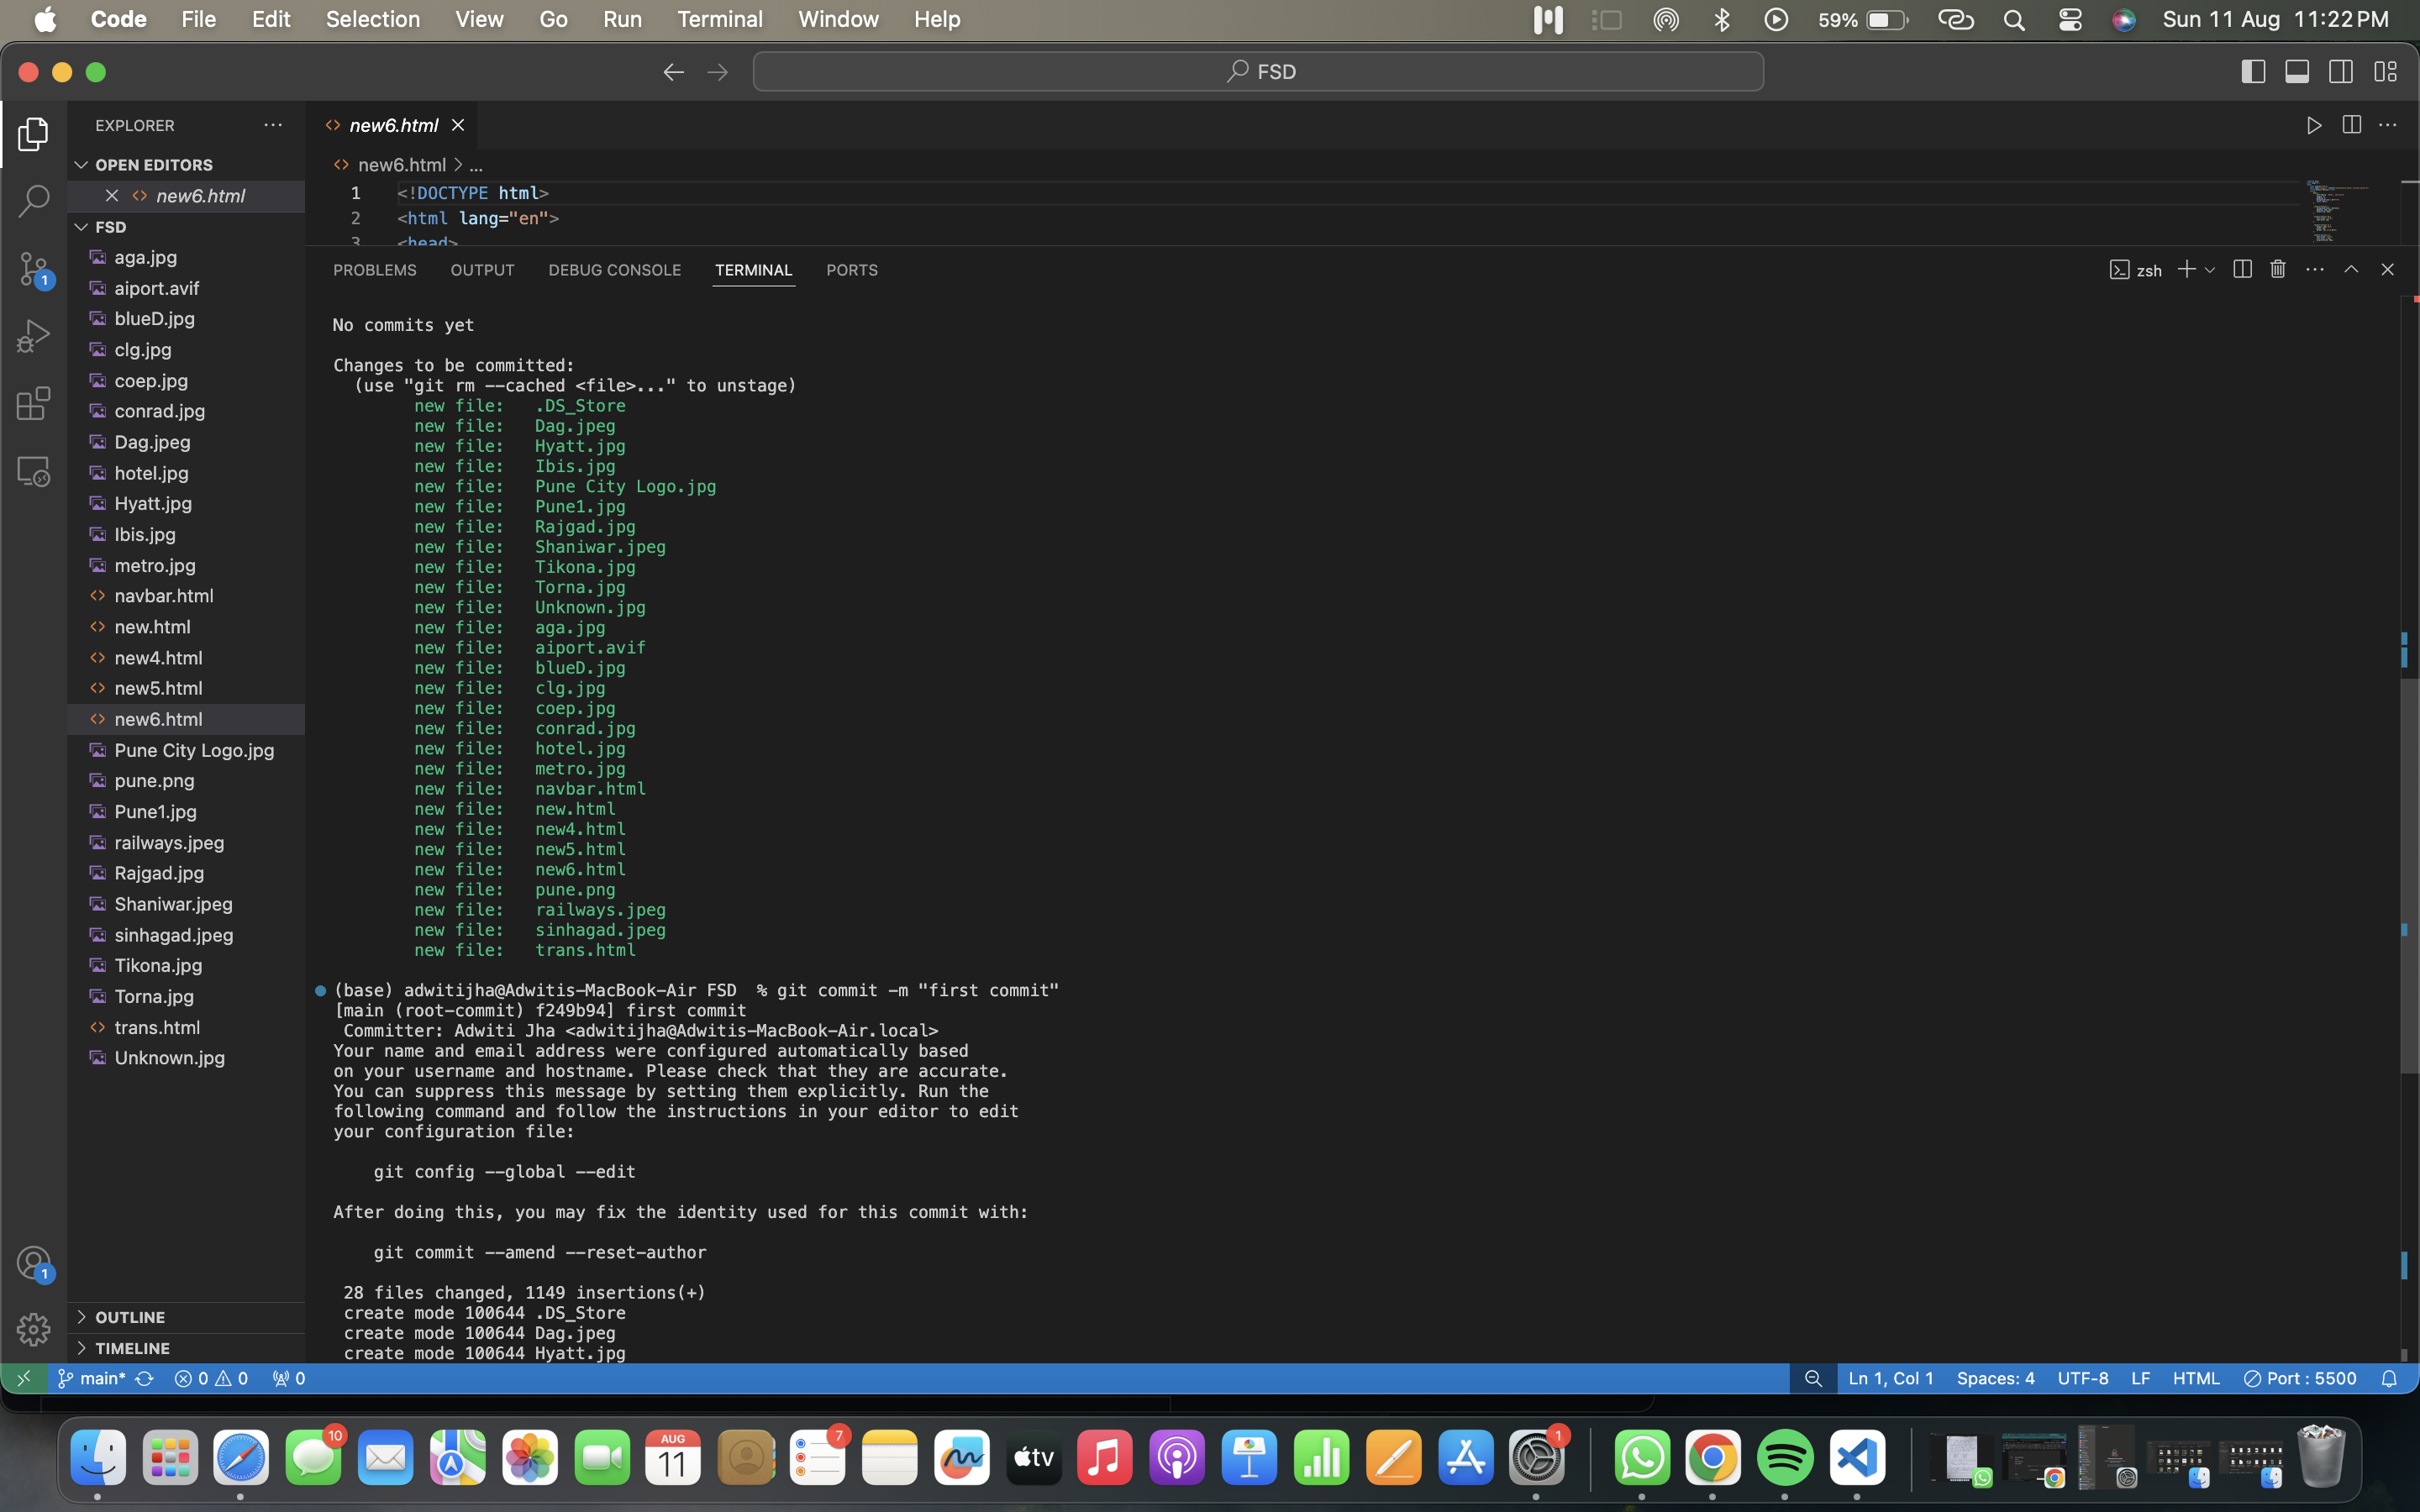 Code File Edit Selection View Go Run Terminal Window Help 59% Sun 11 Aug 11:22 PM
FSD
EXPLORER
new6.html
OPEN EDITORS
new6.html
FSD
aga.jpg
aiport.avif
blueD.jpg
clg.jpg
coep.jpg
conrad.jpg
Dag.jpeg
hotel.jpg
Hyatt.jpg
Ibis.jpg
metro.jpg
navbar.html
new.html
new4.html
new5.html
new6.html
Pune City Logo.jpg
pune.png
Pune1.jpg
railways.jpeg
Rajgad.jpg
Shaniwar.jpeg
sinhagad.jpeg
Tikona.jpg
Torna.jpg
trans.html
Unknown.jpg
OUTLINE
TIMELINE
1
1
new6.html > ...
1 <!DOCTYPE html>
2 <html lang="en">
3 <head>
PROBLEMS OUTPUT DEBUG CONSOLE TERMINAL PORTS zsh
No commits yet
Changes to be committed:
(use "git rm --cached <file>..." to unstage)
new file: .DS_Store
new file: Dag.jpeg
new file: Hyatt.jpg
new file: Ibis.jpg
new file: Pune City Logo.jpg
new file: Pune1.jpg
new file: Rajgad.jpg
new file: Shaniwar.jpeg
new file: Tikona.jpg
new file: Torna.jpg
new file: Unknown.jpg
new file: aga.jpg
new file: aiport.avif
new file: blueD.jpg
new file: clg.jpg
new file: coep.jpg
new file: conrad.jpg
new file: hotel.jpg
new file: metro.jpg
new file: navbar.html
new file: new.html
new file: new4.html
new file: new5.html
new file: new6.html
new file: pune.png
new file: railways.jpeg
new file: sinhagad.jpeg
new file: trans.html
(base) adwitijha@Adwitis-MacBook-Air FSD % git commit -m "first commit"
[main (root-commit) f249b94] first commit
Committer: Adwiti Jha <adwitijha@Adwitis-MacBook-Air.local>
Your name and email address were configured automatically based
on your username and hostname. Please check that they are accurate.
You can suppress this message by setting them explicitly. Run the
following command and follow the instructions in your editor to edit
your configuration file:
git config --global --edit
After doing this, you may fix the identity used for this commit with:
git commit --amend --reset-author
28 files changed, 1149 insertions(+)
create mode 100644 .DS_Store
create mode 100644 Dag.jpeg
create mode 100644 Hyatt.jpg
main* 0 0 0 Ln 1, Col 1 Spaces: 4 UTF-8 LF HTML Port : 5500
10 AUG 11 7 tv 1